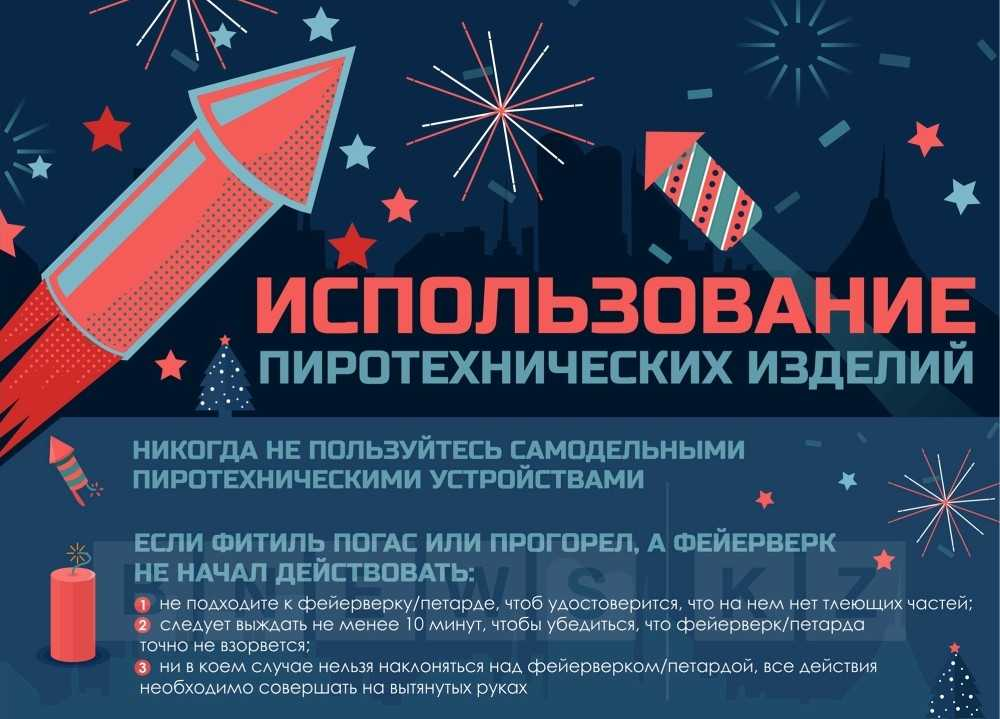 ИСПОЛЬЗОВАНИЕ
ПИРОТЕХНИЧЕСКИХ ИЗДЕЛИЙ
НИКОГДА НЕ ПОЛЬЗУЙТЕСЬ САМОДЕЛЬНЫМИ
ПИРОТЕХНИЧЕСКИМИ УСТРОЙСТВАМИ
ЕСЛИ ФИТИЛЬ ПОГАС ИЛИ ПРОГОРЕЛ, А ФЕЙЕРВЕРК
НЕ НАЧАЛ ДЕЙСТВОВАТЬ:
BNEWS KZ
1 не подходите к фейерверку/петарде, чтоб удостоверится, что на нем нет тлеющих частей;
2 следует выждать не менее 10 минут, чтобы убедиться, что фейерверк/петарда
точно не взорвется;
3 ни в коем случае нельзя наклоняться над фейерверком/петардой, все действия
необходимо совершать на вытянутых руках